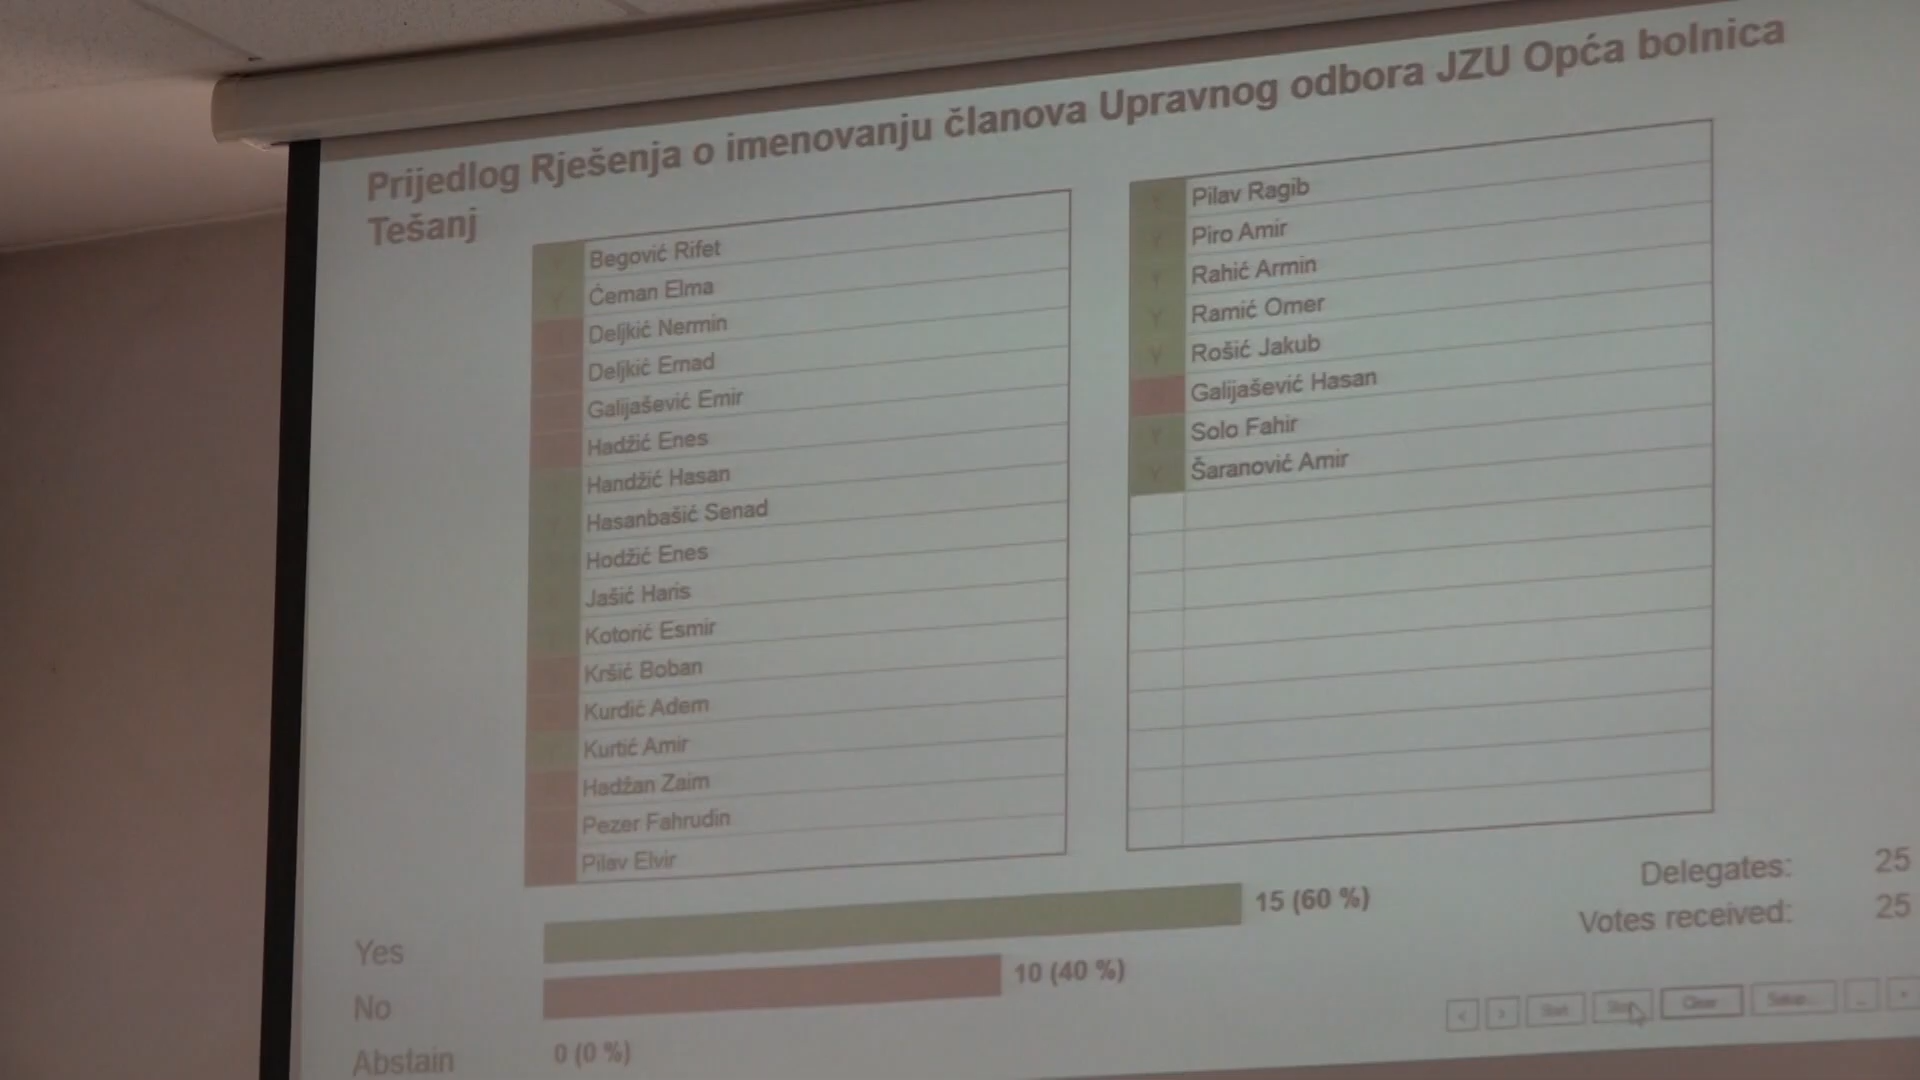 Prijedlog Rješenja o imenovanju članova Upravnog odbora JZU Opća bolnica
Tešanj
Begović Rifet
Ćeman Elma
Deljkić Nermin
Deljkić Ernad
Galijašević Emir
Hadžić Enes
Handžić Hasan
Hasanbašić Senad
Hodžić Enes
Jašić Haris
Kotorić Esmir
Kršić Boban
Kurdić Adem
Kurtić Amir
Hadžan Zaim
Pezer Fahrudin
Pilav Elvir
Y Pilav Ragib
Y Piro Amir
Y Rahić Armin
Y Ramić Omer
Y Rošić Jakub
Galijašević Hasan
Y Solo Fahir
Y Šaranović Amir
Yes 15 (60 %)
No 10 (40 %)
Abstain 0 (0 %)
Delegates: 25
Votes received: 25
< > Start Stop Clear